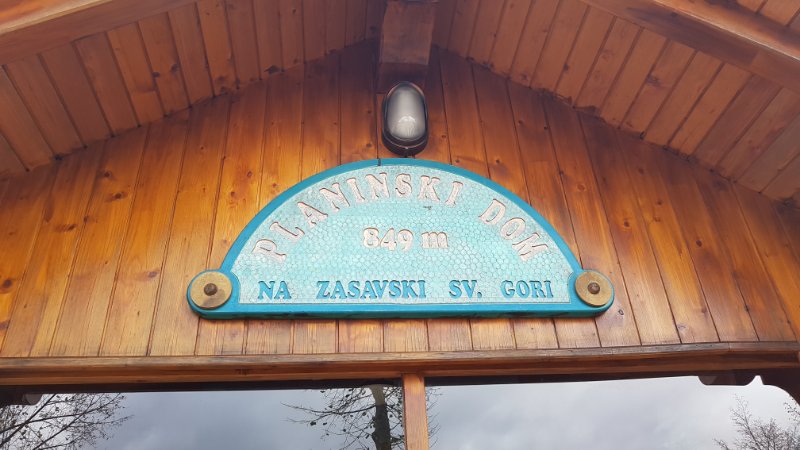 PLANINSKI DOM
849 m
NA ZASAVSKI SV. GORI